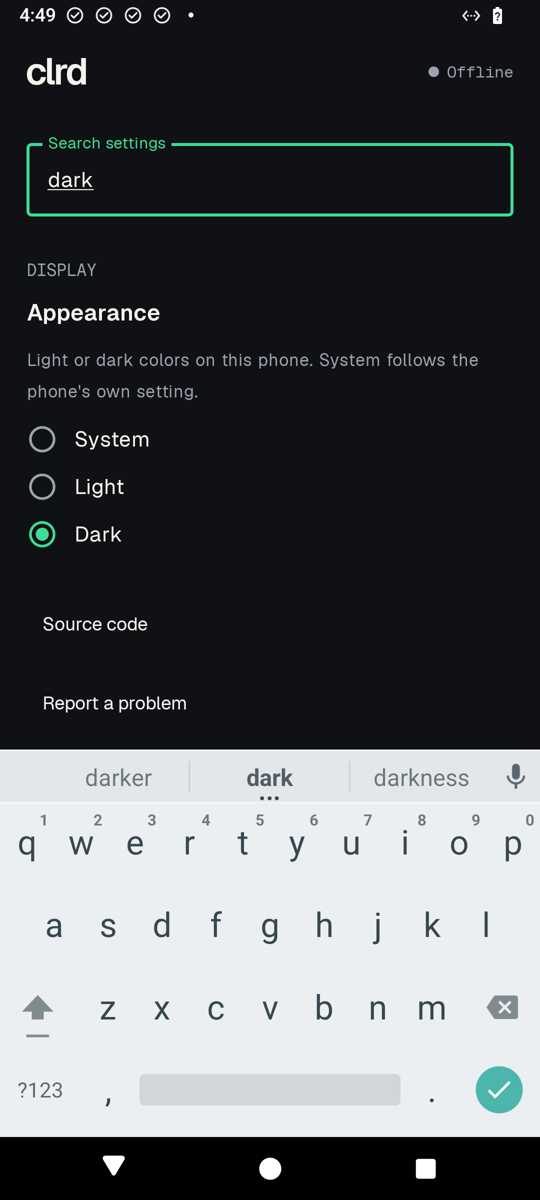 4:49
clrd
Offline
Search settings
dark
DISPLAY
Appearance
Light or dark colors on this phone. System follows the
phone's own setting.
System
Light
Dark
Source code
Report a problem
darker dark darkness
1 2 3 4 5 6 7 8 9 0
q w e r t y u i o p
a s d f g h j k l
z x c v b n m
?123 , .